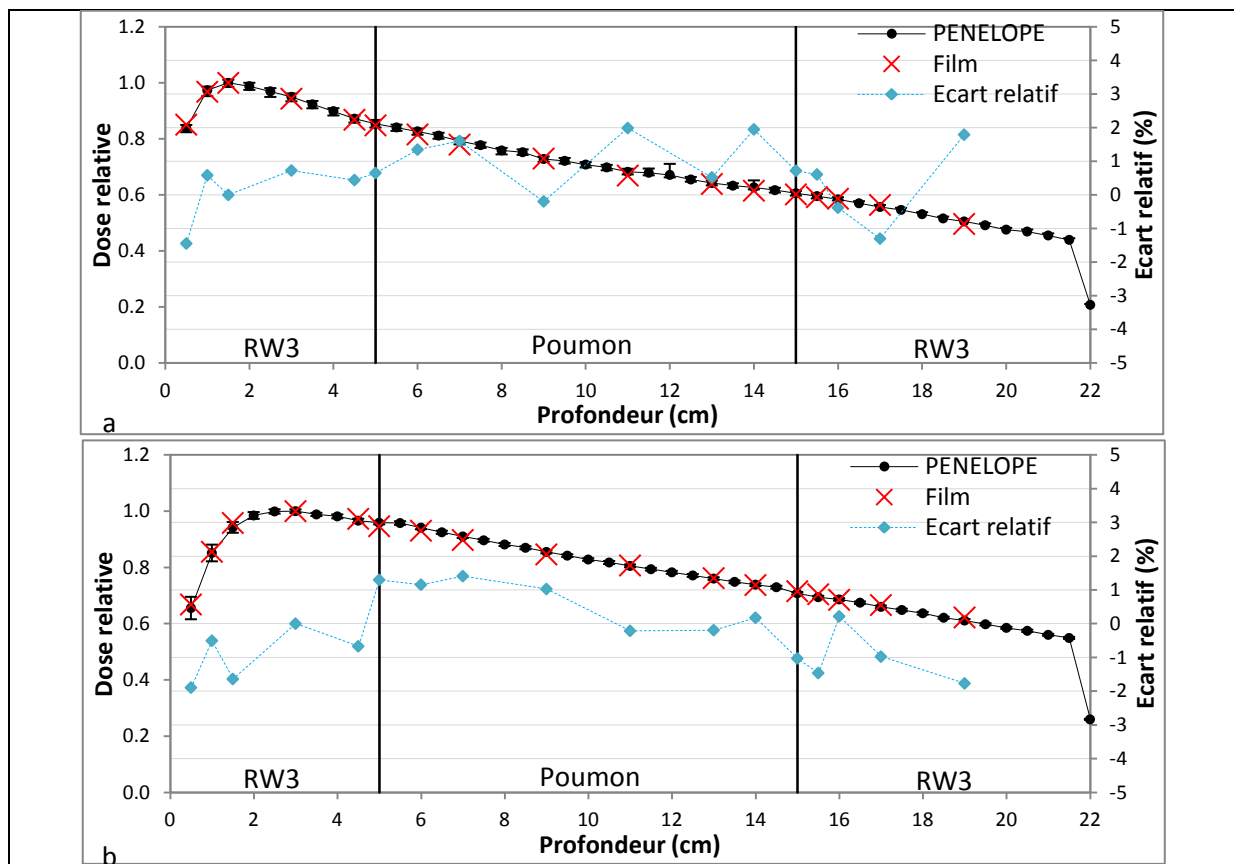 1.2
1.0
0.8
0.6
0.4
0.2
0.0
Dose relative
PENELOPE
Film
Ecart relatif
5
4
3
2
1
0
-1
-2
-3
-4
-5
Ecart relatif (%)
RW3 Poumon RW3
0 2 4 6 8 10 12 14 16 18 20 22
Profondeur (cm)
a
1.2
1.0
0.8
0.6
0.4
0.2
0.0
Dose relative
PENELOPE
Film
Ecart relatif
5
4
3
2
1
0
-1
-2
-3
-4
-5
Ecart relatif (%)
RW3 Poumon RW3
0 2 4 6 8 10 12 14 16 18 20 22
Profondeur (cm)
b